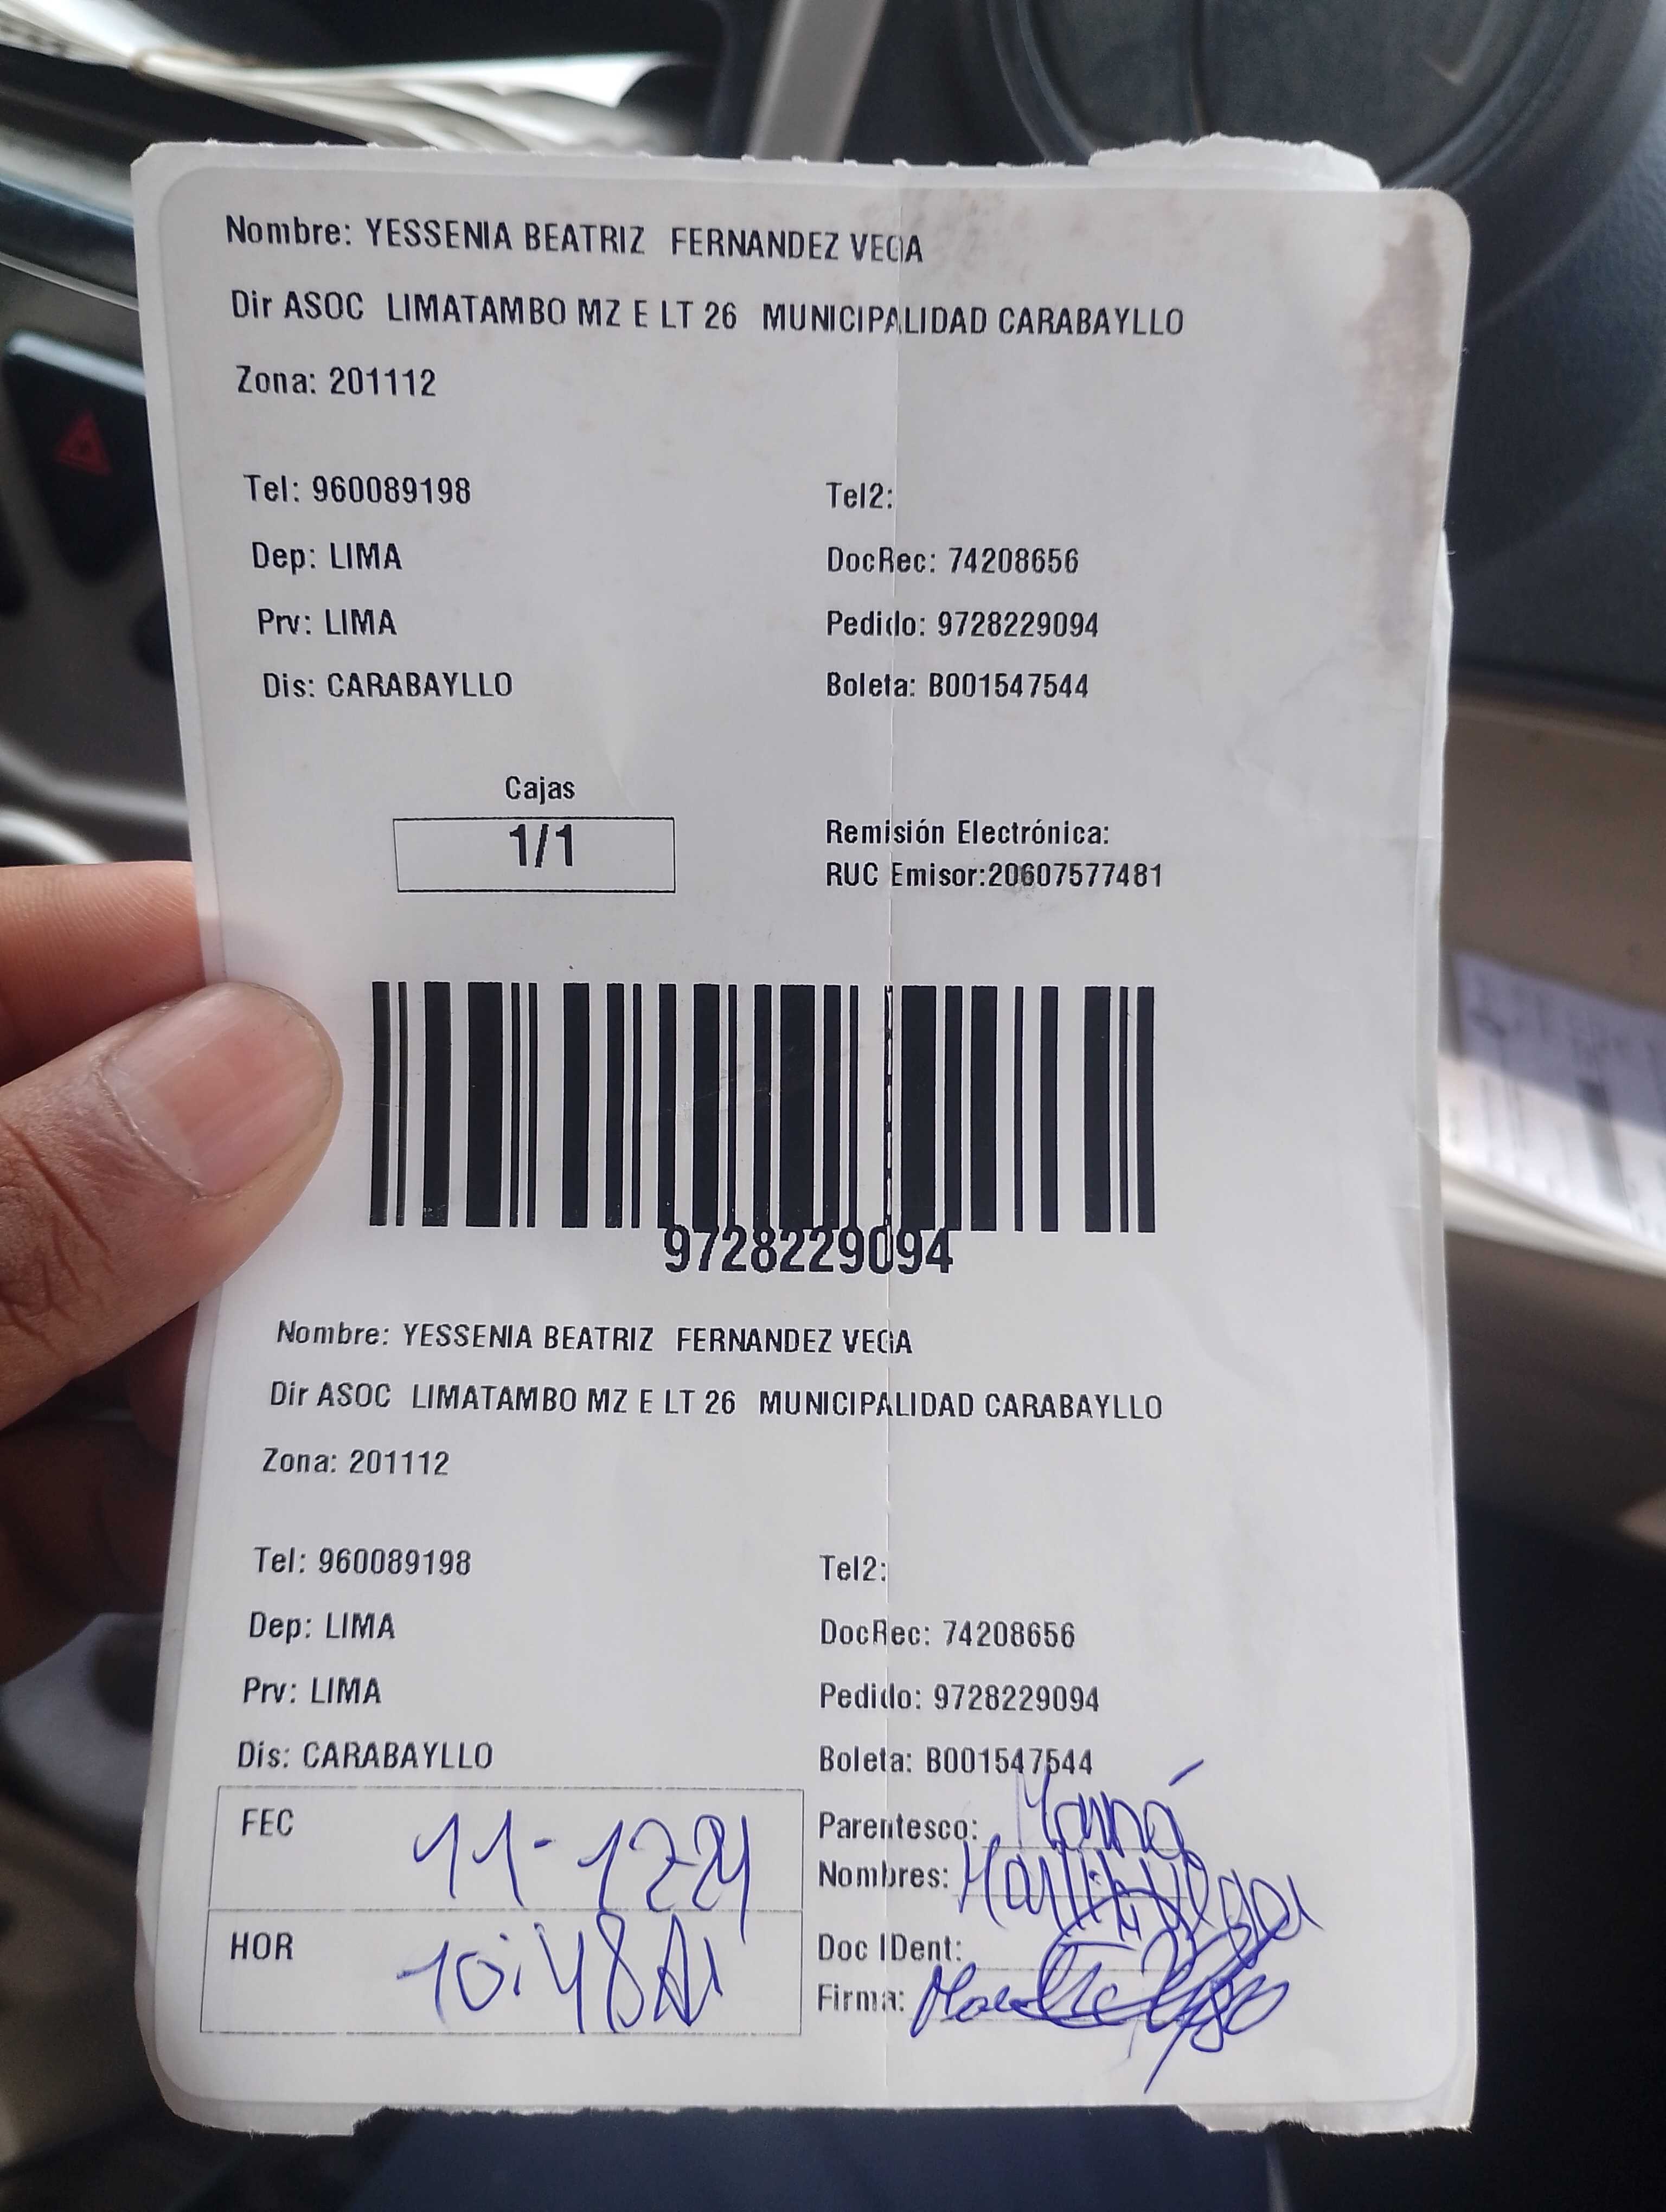 Nombre: YESSENIA BEATRIZ FERNANDEZ VEGA
Dir ASOC LIMATAMBO MZ E LT 26 MUNICIPALIDAD CARABAYLLO
Zona: 201112
Tel: 960089198 Tel2:
Dep: LIMA DocRec: 74208656
Prv: LIMA Pedido: 9728229094
Dis: CARABAYLLO Boleta: B001547544
Cajas
1/1
Remisión Electrónica:
RUC Emisor:20607577481
9728229094
Nombre: YESSENIA BEATRIZ FERNANDEZ VEGA
Dir ASOC LIMATAMBO MZ E LT 26 MUNICIPALIDAD CARABAYLLO
Zona: 201112
Tel: 960089198 Tel2:
Dep: LIMA DocRec: 74208656
Prv: LIMA Pedido: 9728229094
Dis: CARABAYLLO Boleta: B001547544
FEC 11-12
HOR 10:48
Parentesco: Mamá
Nombres:
Doc IDent:
Firma: